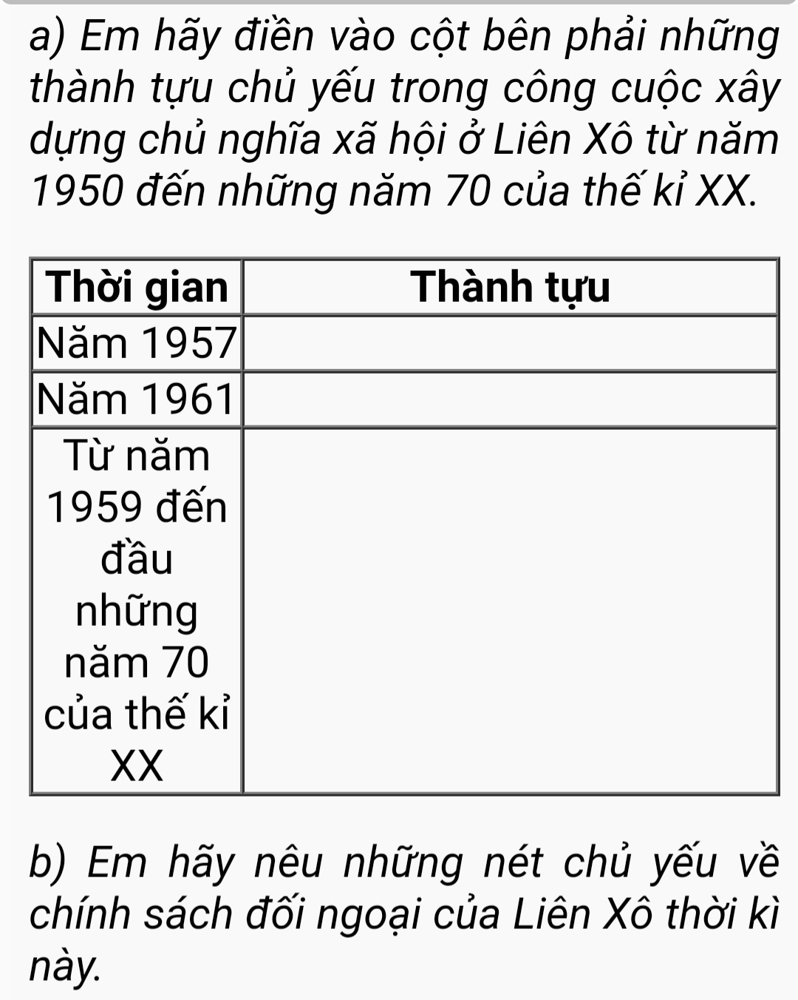 a) Em hãy điền vào cột bên phải những
thành tựu chủ yếu trong công cuộc xây
dựng chủ nghĩa xã hội ở Liên Xô từ năm
1950 đến những năm 70 của thế kỉ XX.
Thời gian Thành tựu
Năm 1957
Năm 1961
Từ năm
1959 đến
đầu
những
năm 70
của thế kỉ
XX
b) Em hãy nêu những nét chủ yếu về
chính sách đối ngoại của Liên Xô thời kì
này.